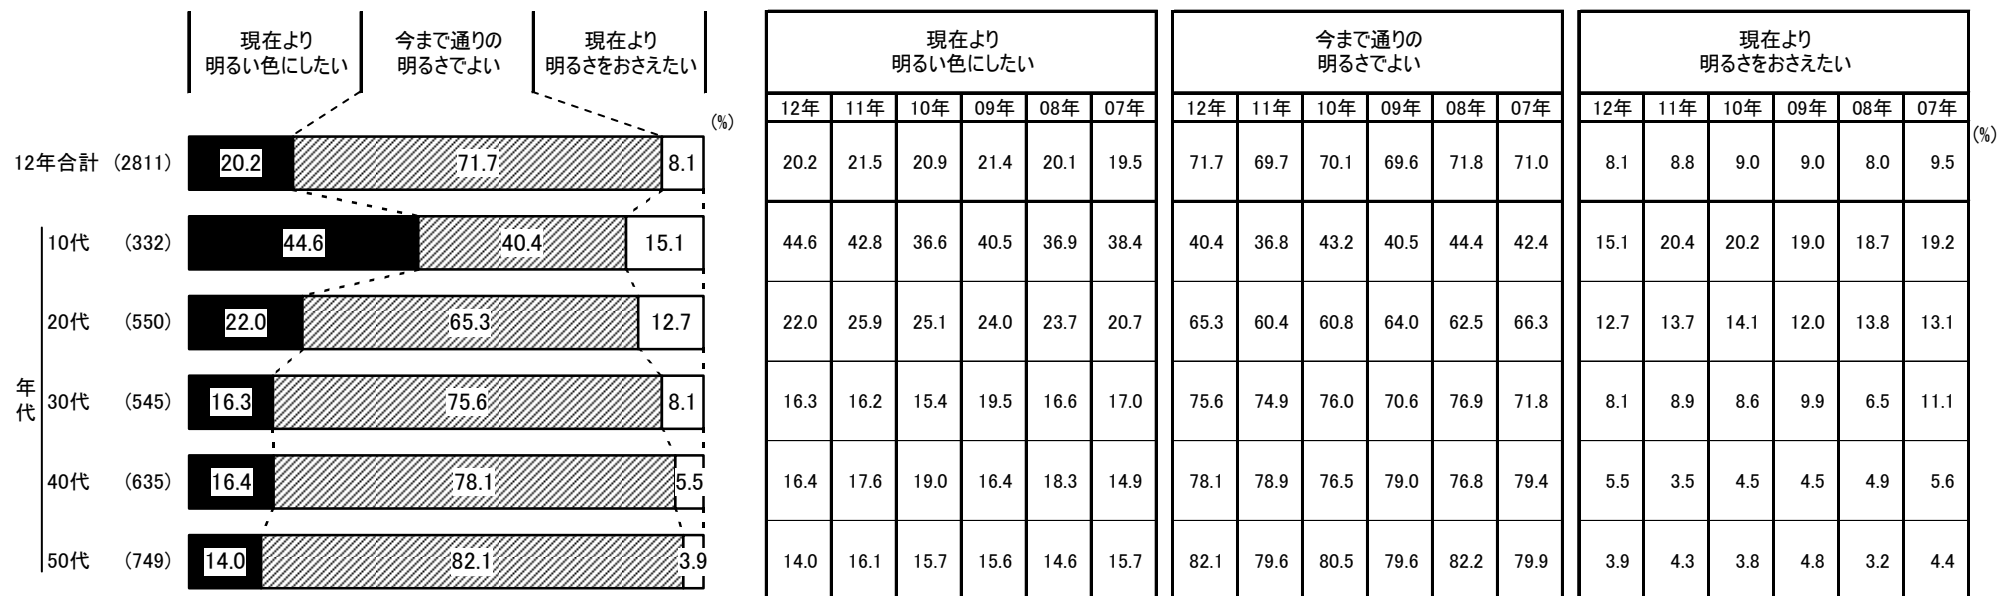 現在より 今まで通りの 現在より 現在より 今まで通りの 現在より
明るい色にしたい 明るさでよい 明るさをおさえたい 明るい色にしたい 明るさでよい 明るさをおさえたい
12年 11年 10年 09年 08年 07年 12年 11年 10年 09年 08年 07年 12年 11年 10年 09年 08年 07年
(%) (%)
12年合計 (2811) 20.2 71.7 8.1 20.2 21.5 20.9 21.4 20.1 19.5 71.7 69.7 70.1 69.6 71.8 71.0 8.1 8.8 9.0 9.0 8.0 9.5
10代 (332) 44.6 40.4 15.1 44.6 42.8 36.6 40.5 36.9 38.4 40.4 36.8 43.2 40.5 44.4 42.4 15.1 20.4 20.2 19.0 18.7 19.2
20代 (550) 22.0 65.3 12.7 22.0 25.9 25.1 24.0 23.7 20.7 65.3 60.4 60.8 64.0 62.5 66.3 12.7 13.7 14.1 12.0 13.8 13.1
年代
30代 (545) 16.3 75.6 8.1 16.3 16.2 15.4 19.5 16.6 17.0 75.6 74.9 76.0 70.6 76.9 71.8 8.1 8.9 8.6 9.9 6.5 11.1
40代 (635) 16.4 78.1 5.5 16.4 17.6 19.0 16.4 18.3 14.9 78.1 78.9 76.5 79.0 76.8 79.4 5.5 3.5 4.5 4.5 4.9 5.6
50代 (749) 14.0 82.1 3.9 14.0 16.1 15.7 15.6 14.6 15.7 82.1 79.6 80.5 79.6 82.2 79.9 3.9 4.3 3.8 4.8 3.2 4.4